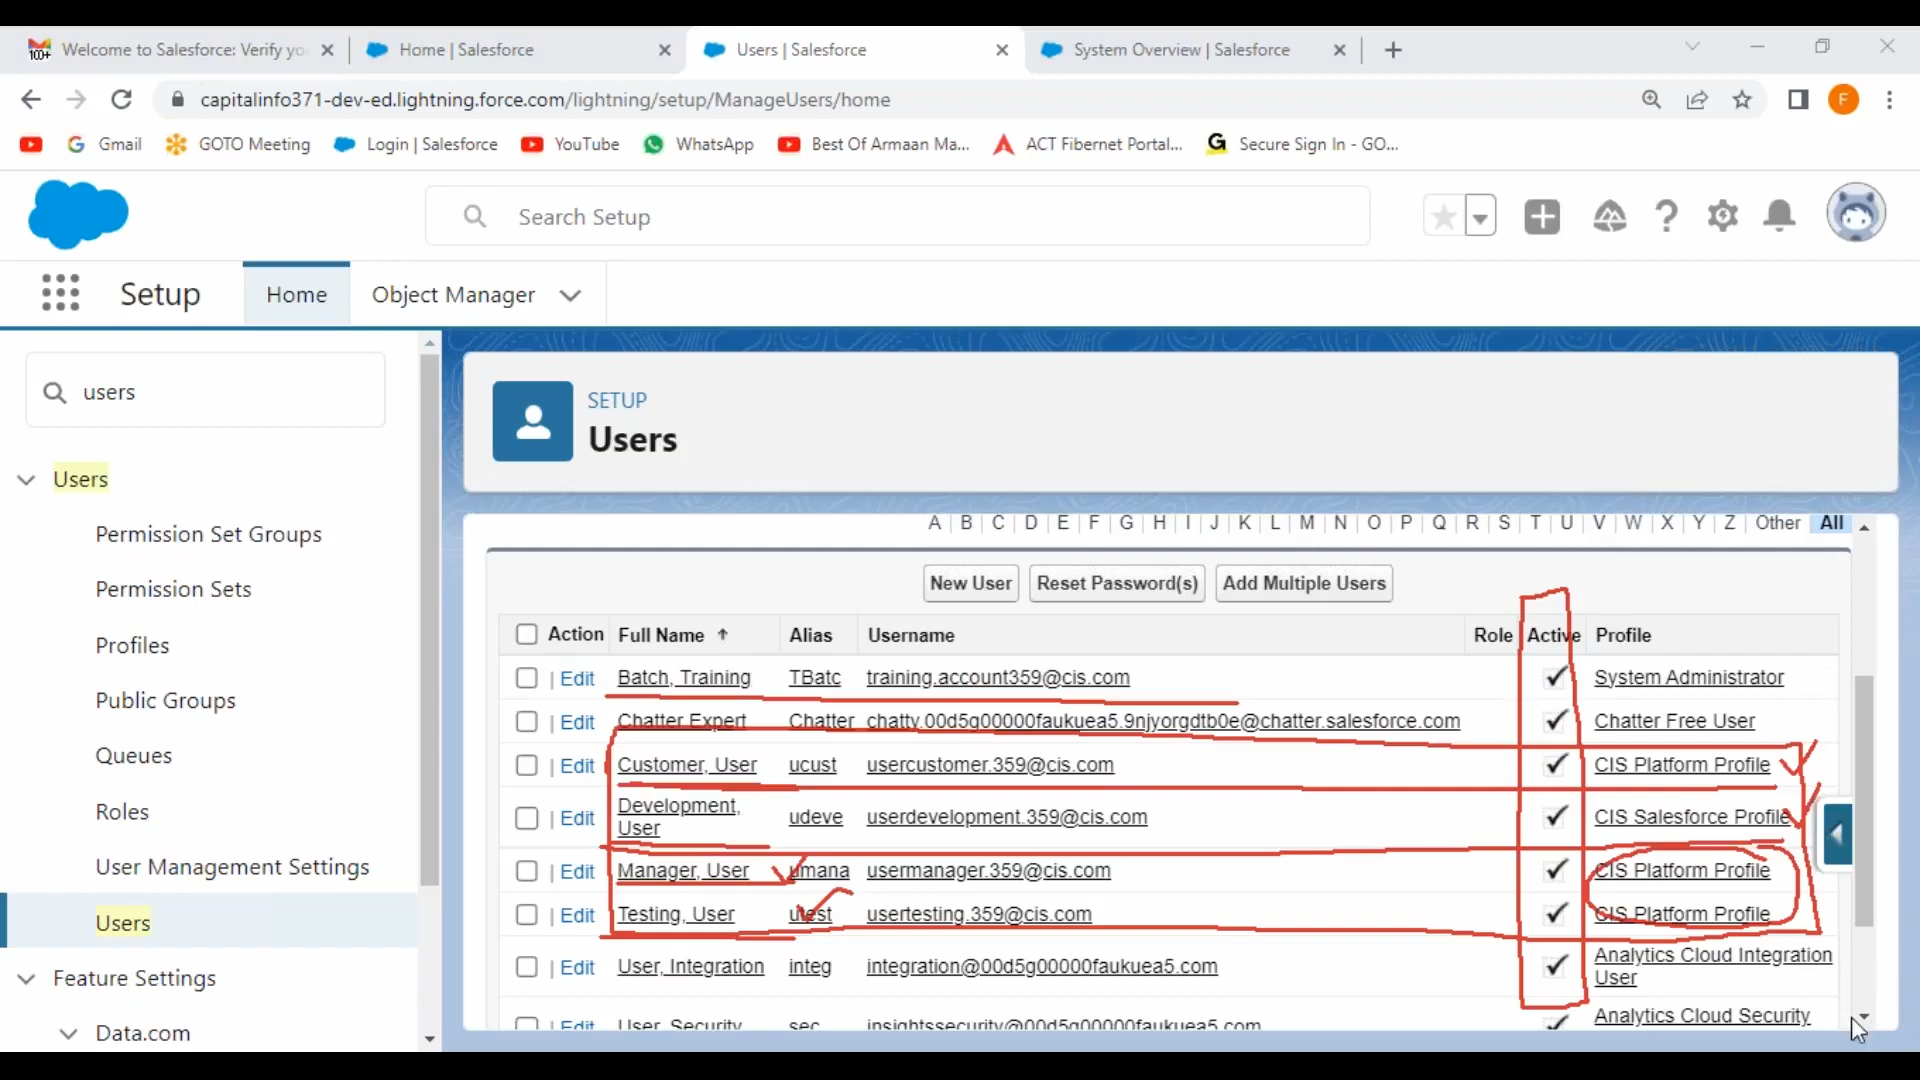 100+ Welcome to Salesforce: Verify yo
Home | Salesforce
Users | Salesforce
System Overview | Salesforce
capitalinfo371-dev-ed.lightning.force.com/lightning/setup/ManageUsers/home
F
Gmail
GOTO Meeting
Login | Salesforce
YouTube
WhatsApp
Best Of Armaan Ma...
ACT Fibernet Portal...
G Secure Sign In - GO...
Search Setup
Setup
Home
Object Manager
users
Users
Permission Set Groups
Permission Sets
Profiles
Public Groups
Queues
Roles
User Management Settings
Users
Feature Settings
Data.com
SETUP
Users
A | B | C | D | E | F | G | H | I | J | K | L | M | N | O | P | Q | R | S | T | U | V | W | X | Y | Z | Other All
New User Reset Password(s) Add Multiple Users
Action Full Name ↑ Alias Username Role Active Profile
| Edit Batch, Training TBatc training.account359@cis.com System Administrator
| Edit Chatter Expert Chatter chatty.00d5g00000faukuea5.9njyorgdtb0e@chatter.salesforce.com Chatter Free User
| Edit Customer, User ucust usercustomer.359@cis.com CIS Platform Profile
| Edit Development, User udeve userdevelopment.359@cis.com CIS Salesforce Profile
| Edit Manager, User umana usermanager.359@cis.com CIS Platform Profile
| Edit Testing, User utest usertesting.359@cis.com CIS Platform Profile
| Edit User, Integration integ integration@00d5g00000faukuea5.com Analytics Cloud Integration User
| Edit User, Security sec insightssecurity@00d5g00000faukuea5.com Analytics Cloud Security